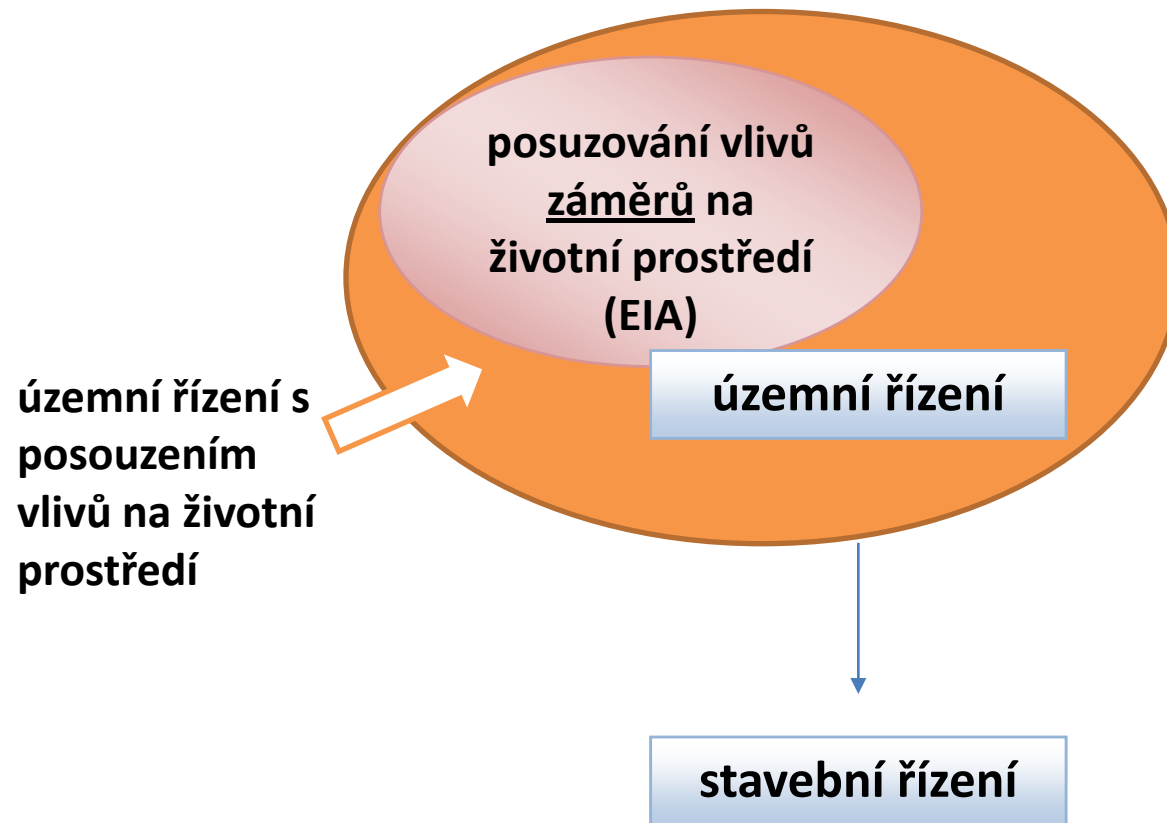 posuzování vlivů
záměrů na
životní prostředí
(EIA)
územní řízení
územní řízení s
posouzením
vlivů na životní
prostředí
stavební řízení